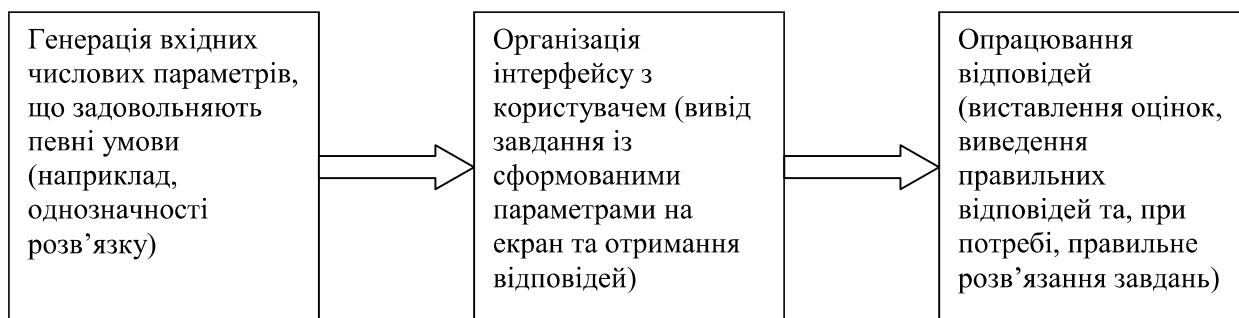 Генерація вхідних
числових параметрів,
що задовольняють
певні умови
(наприклад,
однозначності
розв’язку)
Організація
інтерфейсу з
користувачем (вивід
завдання із
сформованими
параметрами на
екран та отримання
відповідей)
Опрацювання
відповідей
(виставлення оцінок,
виведення
правильних
відповідей та, при
потребі, правильне
розв’язання завдань)